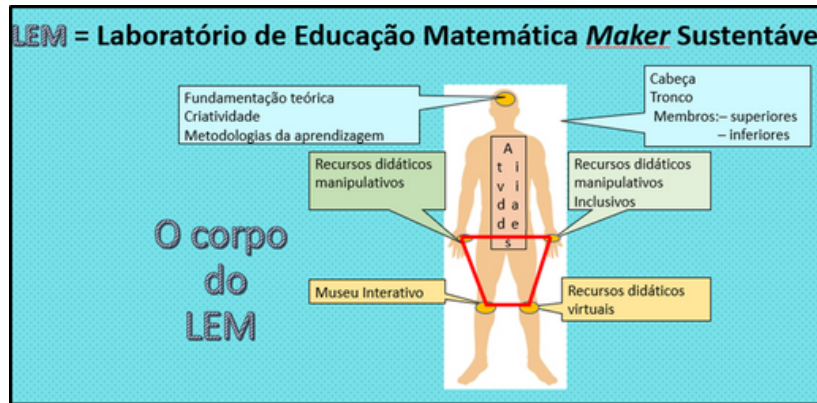 LEM = Laboratório de Educação Matemática Maker Sustentáve
Fundamentação teórica
Criatividade
Metodologias da aprendizagem
Cabeça
Tronco
Membros:– superiores
– inferiores
Recursos didáticos
manipulativos
A
t i
v i
d a
d e
s
Recursos didáticos
manipulativos
Inclusivos
O corpo
do
LEM
Museu Interativo
Recursos didáticos
virtuais